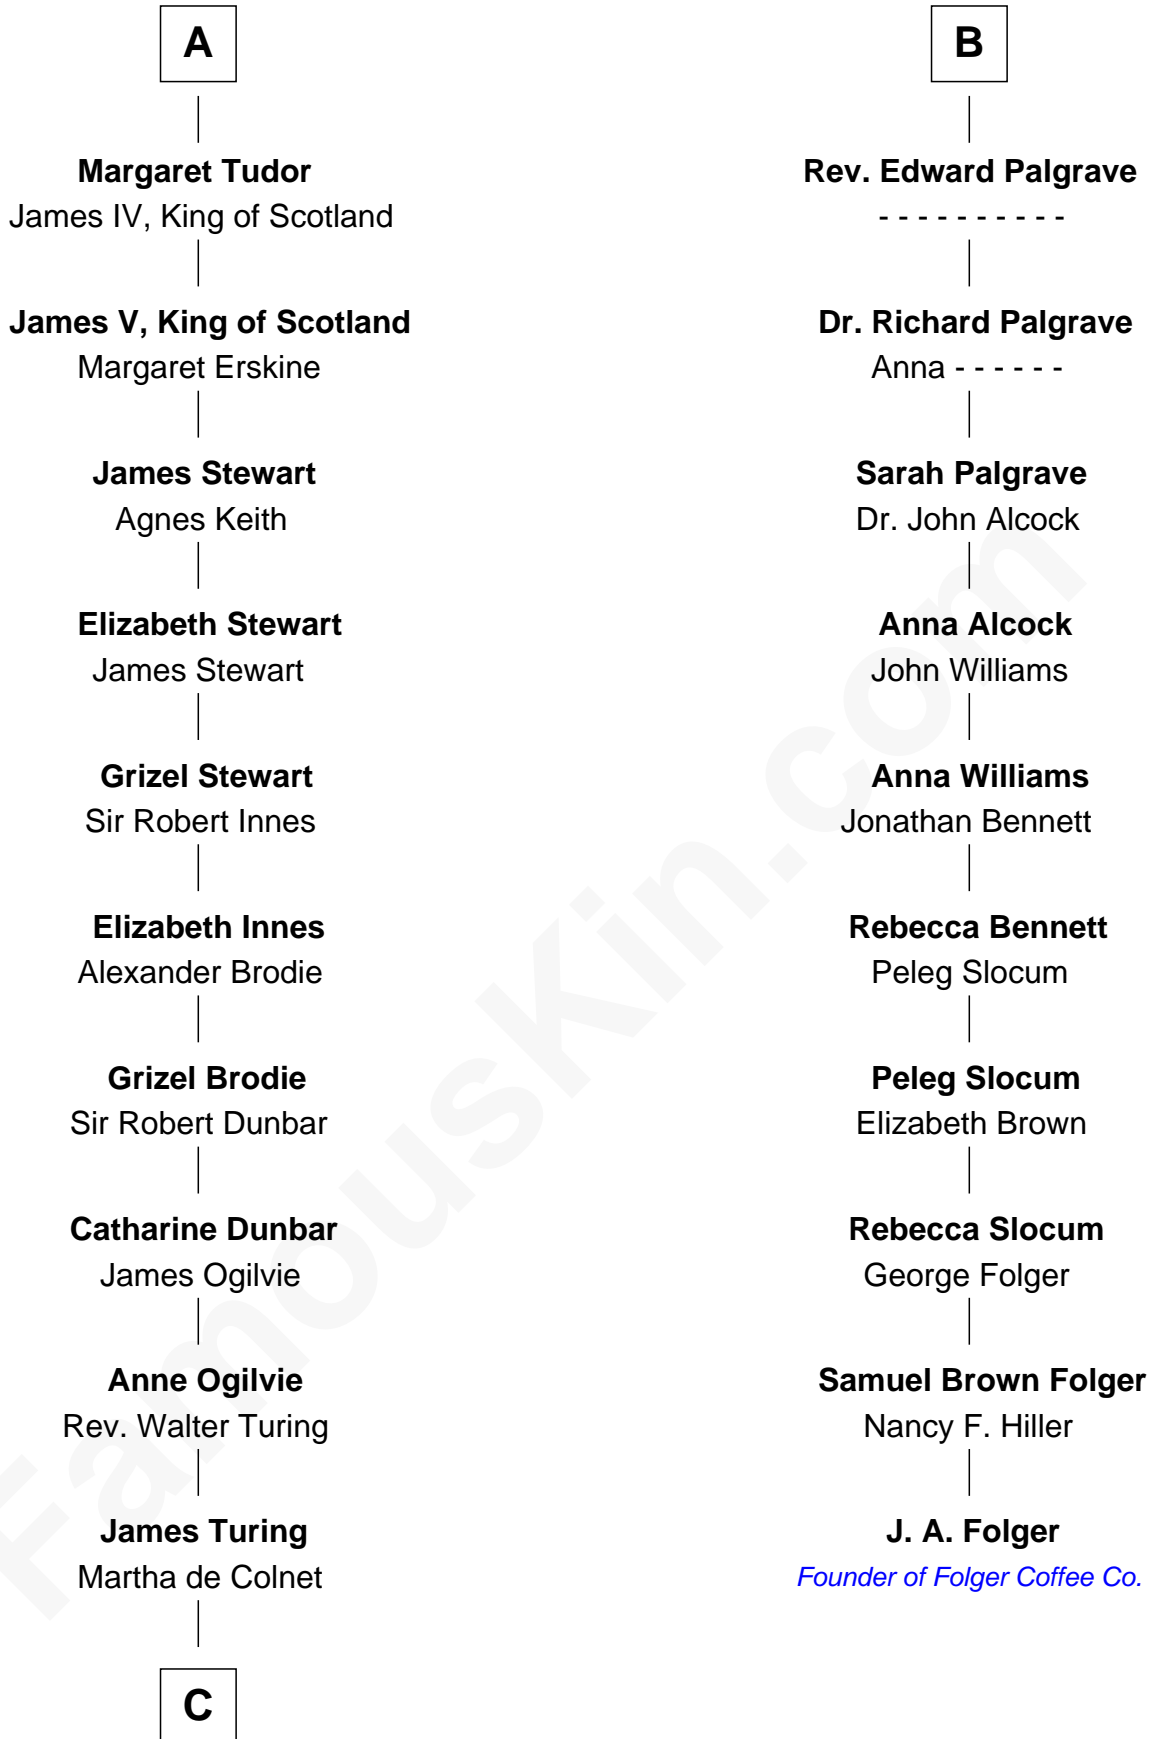 A
Margaret Tudor
James IV, King of Scotland
James V, King of Scotland
Margaret Erskine
James Stewart
Agnes Keith
Elizabeth Stewart
James Stewart
Grizel Stewart
Sir Robert Innes
Elizabeth Innes
Alexander Brodie
Grizel Brodie
Sir Robert Dunbar
Catharine Dunbar
James Ogilvie
Anne Ogilvie
Rev. Walter Turing
James Turing
Martha de Colnet
C
B
Rev. Edward Palgrave
- - - - - - - - - -
Dr. Richard Palgrave
Anna - - - - - -
Sarah Palgrave
Dr. John Alcock
Anna Alcock
John Williams
Anna Williams
Jonathan Bennett
Rebecca Bennett
Peleg Slocum
Peleg Slocum
Elizabeth Brown
Rebecca Slocum
George Folger
Samuel Brown Folger
Nancy F. Hiller
J. A. Folger
Founder of Folger Coffee Co.
FamousKin.com